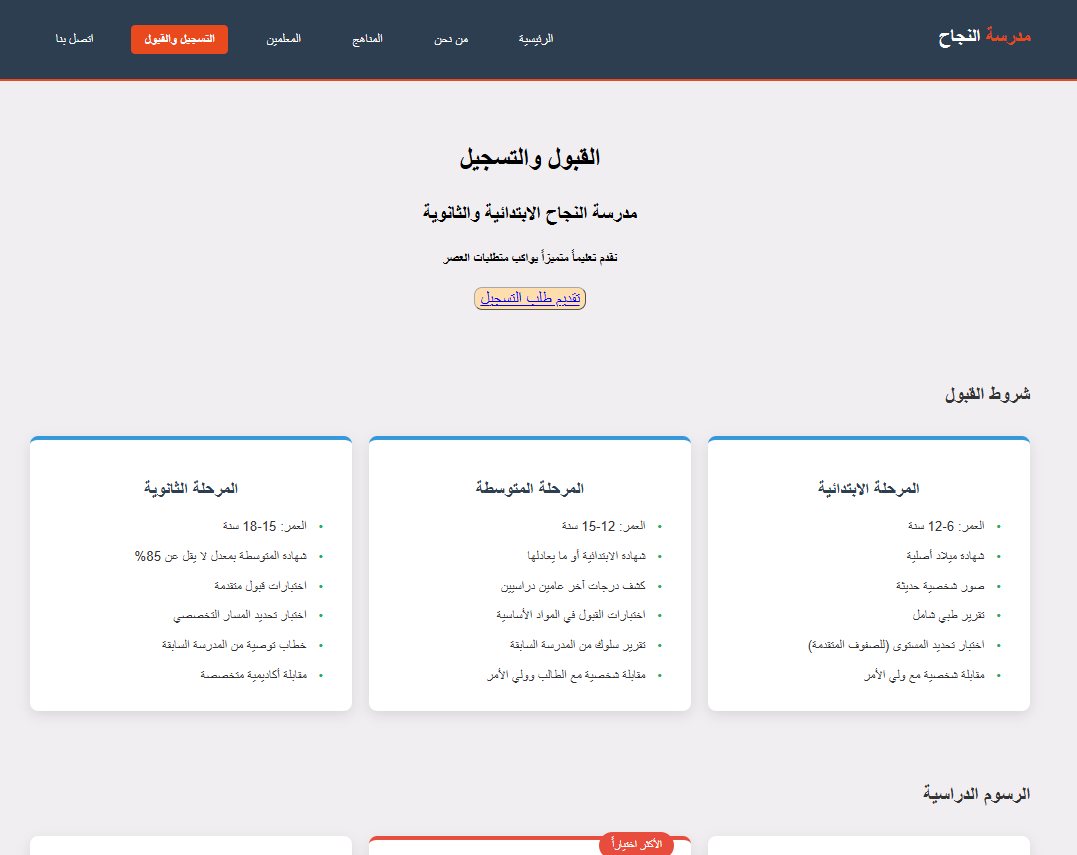 مدرسة النجاح
الرئيسية
من نحن
المناهج
المعلمين
التسجيل والقبول
اتصل بنا
القبول والتسجيل
مدرسة النجاح الابتدائية والثانوية
نقدم تعليماً متميزاً يواكب متطلبات العصر
تقديم طلب التسجيل
شروط القبول
المرحلة الابتدائية
• العمر: 6-12 سنة
• شهادة ميلاد أصلية
• صور شخصية حديثة
• تقرير طبي شامل
• اختبار تحديد المستوى (للصفوف المتقدمة)
• مقابلة شخصية مع ولي الأمر
المرحلة المتوسطة
• العمر: 12-15 سنة
• شهادة الابتدائية أو ما يعادلها
• كشف درجات آخر عامين دراسيين
• اختبارات القبول في المواد الأساسية
• تقرير سلوك من المدرسة السابقة
• مقابلة شخصية مع الطالب وولي الأمر
المرحلة الثانوية
• العمر: 15-18 سنة
• شهادة المتوسطة بمعدل لا يقل عن 85%
• اختبارات قبول متقدمة
• اختبار تحديد المسار التخصصي
• خطاب توصية من المدرسة السابقة
• مقابلة أكاديمية متخصصة
الرسوم الدراسية
الأكثر اختياراً